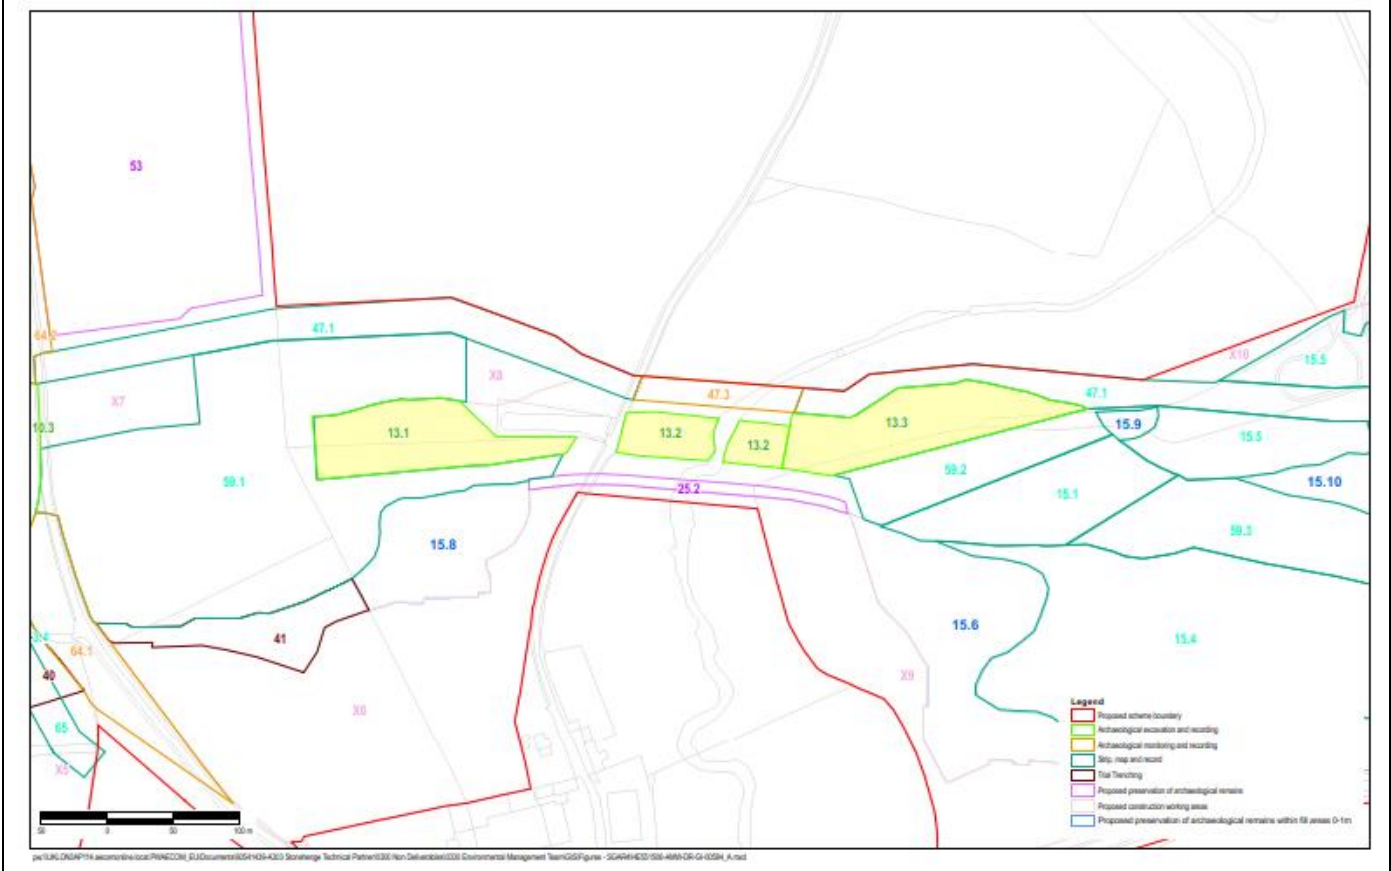 53
64.2
47.1
X10
15.5
X7
X8
47.3
47.1
10.3
13.1
13.2
13.2
13.3
15.9
15.5
59.1
25.2
59.2
15.1
15.10
15.8
59.3
41
15.6
15.4
64.1
40
65
X6
X9
X5
Legend
Proposed scheme boundary
Archaeological excavation and recording
Archaeological monitoring and recording
Strip, map and record
Trial Trenching
Proposed preservation of archaeological remains
Proposed construction working areas
Proposed preservation of archaeological remains within fill areas 0-1m
50 0 50 100 m